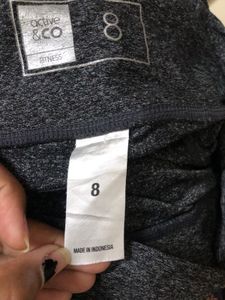 active
&CO
FITNESS
8
8
MADE IN INDONESIA